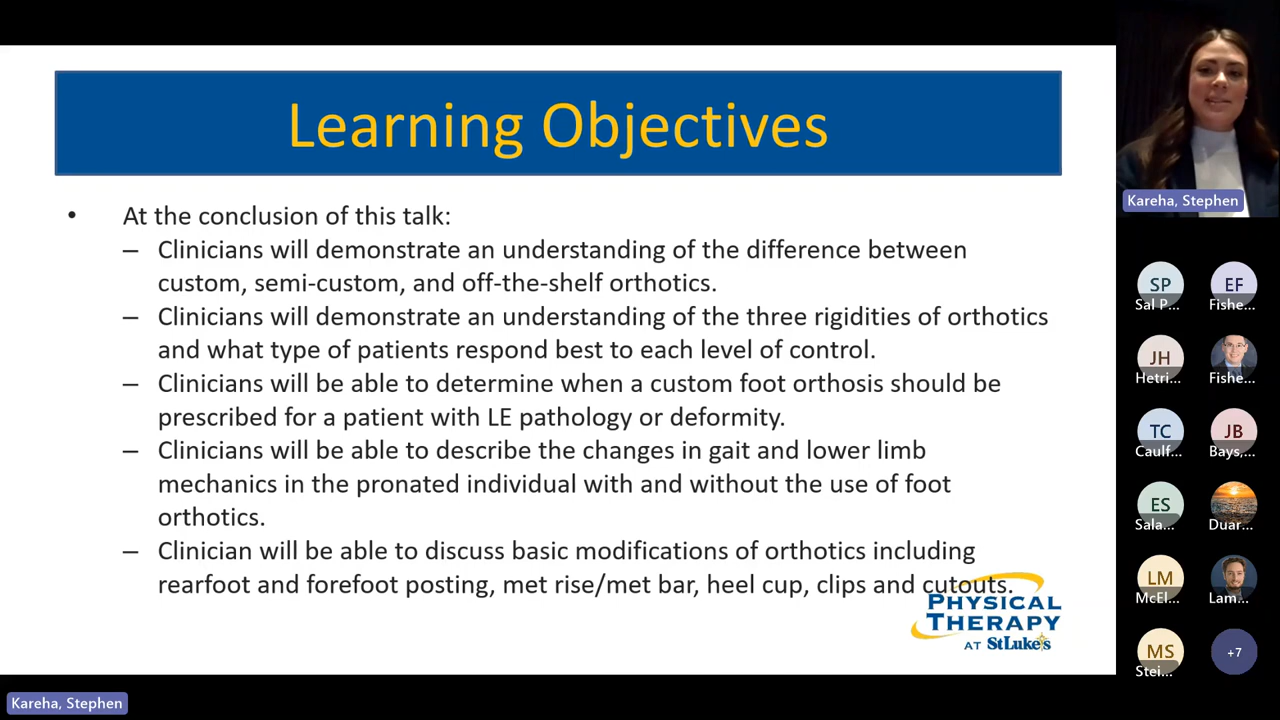 Learning Objectives
• At the conclusion of this talk:
– Clinicians will demonstrate an understanding of the difference between
custom, semi-custom, and off-the-shelf orthotics.
– Clinicians will demonstrate an understanding of the three rigidities of orthotics
and what type of patients respond best to each level of control.
– Clinicians will be able to determine when a custom foot orthosis should be
prescribed for a patient with LE pathology or deformity.
– Clinicians will be able to describe the changes in gait and lower limb
mechanics in the pronated individual with and without the use of foot
orthotics.
– Clinician will be able to discuss basic modifications of orthotics including
rearfoot and forefoot posting, met rise/met bar, heel cup, clips and cutouts.
PHYSICAL
THERAPY
AT StLuke's
Kareha, Stephen
Kareha, Stephen
SP EF
Sal P... Fishe...
JH
Hetri... Fishe...
TC JB
Caulf... Bays,...
ES
Sala... Duar...
LM
McEl... Lam...
MS +7
Stei...